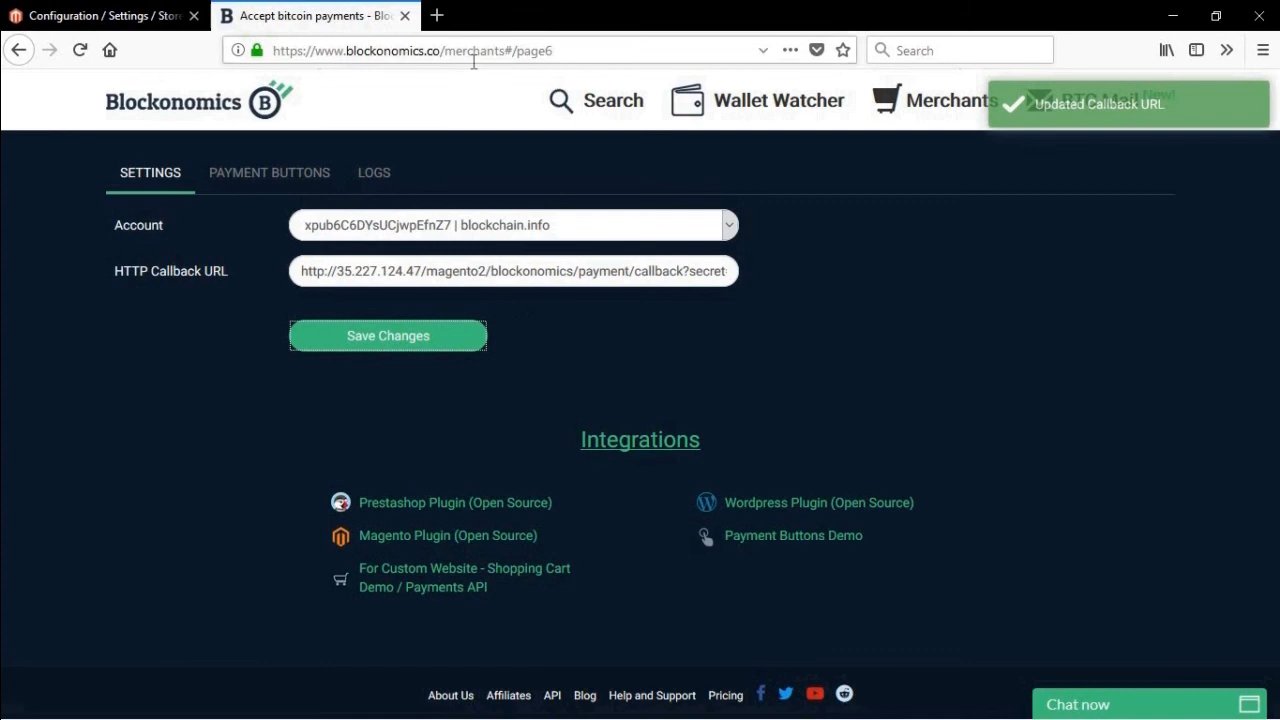 Configuration / Settings / Store
Accept bitcoin payments - Blo
https://www.blockonomics.co/merchants#/page6
Search
Blockonomics B
Search
Wallet Watcher
Merchants
BTC Mail New!
Updated Callback URL
SETTINGS
PAYMENT BUTTONS
LOGS
Account
xpub6C6DYsUCjwpEfnZ7 | blockchain.info
HTTP Callback URL
http://35.227.124.47/magento2/blockonomics/payment/callback?secret
Save Changes
Integrations
Prestashop Plugin (Open Source)
Wordpress Plugin (Open Source)
Magento Plugin (Open Source)
Payment Buttons Demo
For Custom Website - Shopping Cart
Demo / Payments API
About Us
Affiliates
API
Blog
Help and Support
Pricing
Chat now